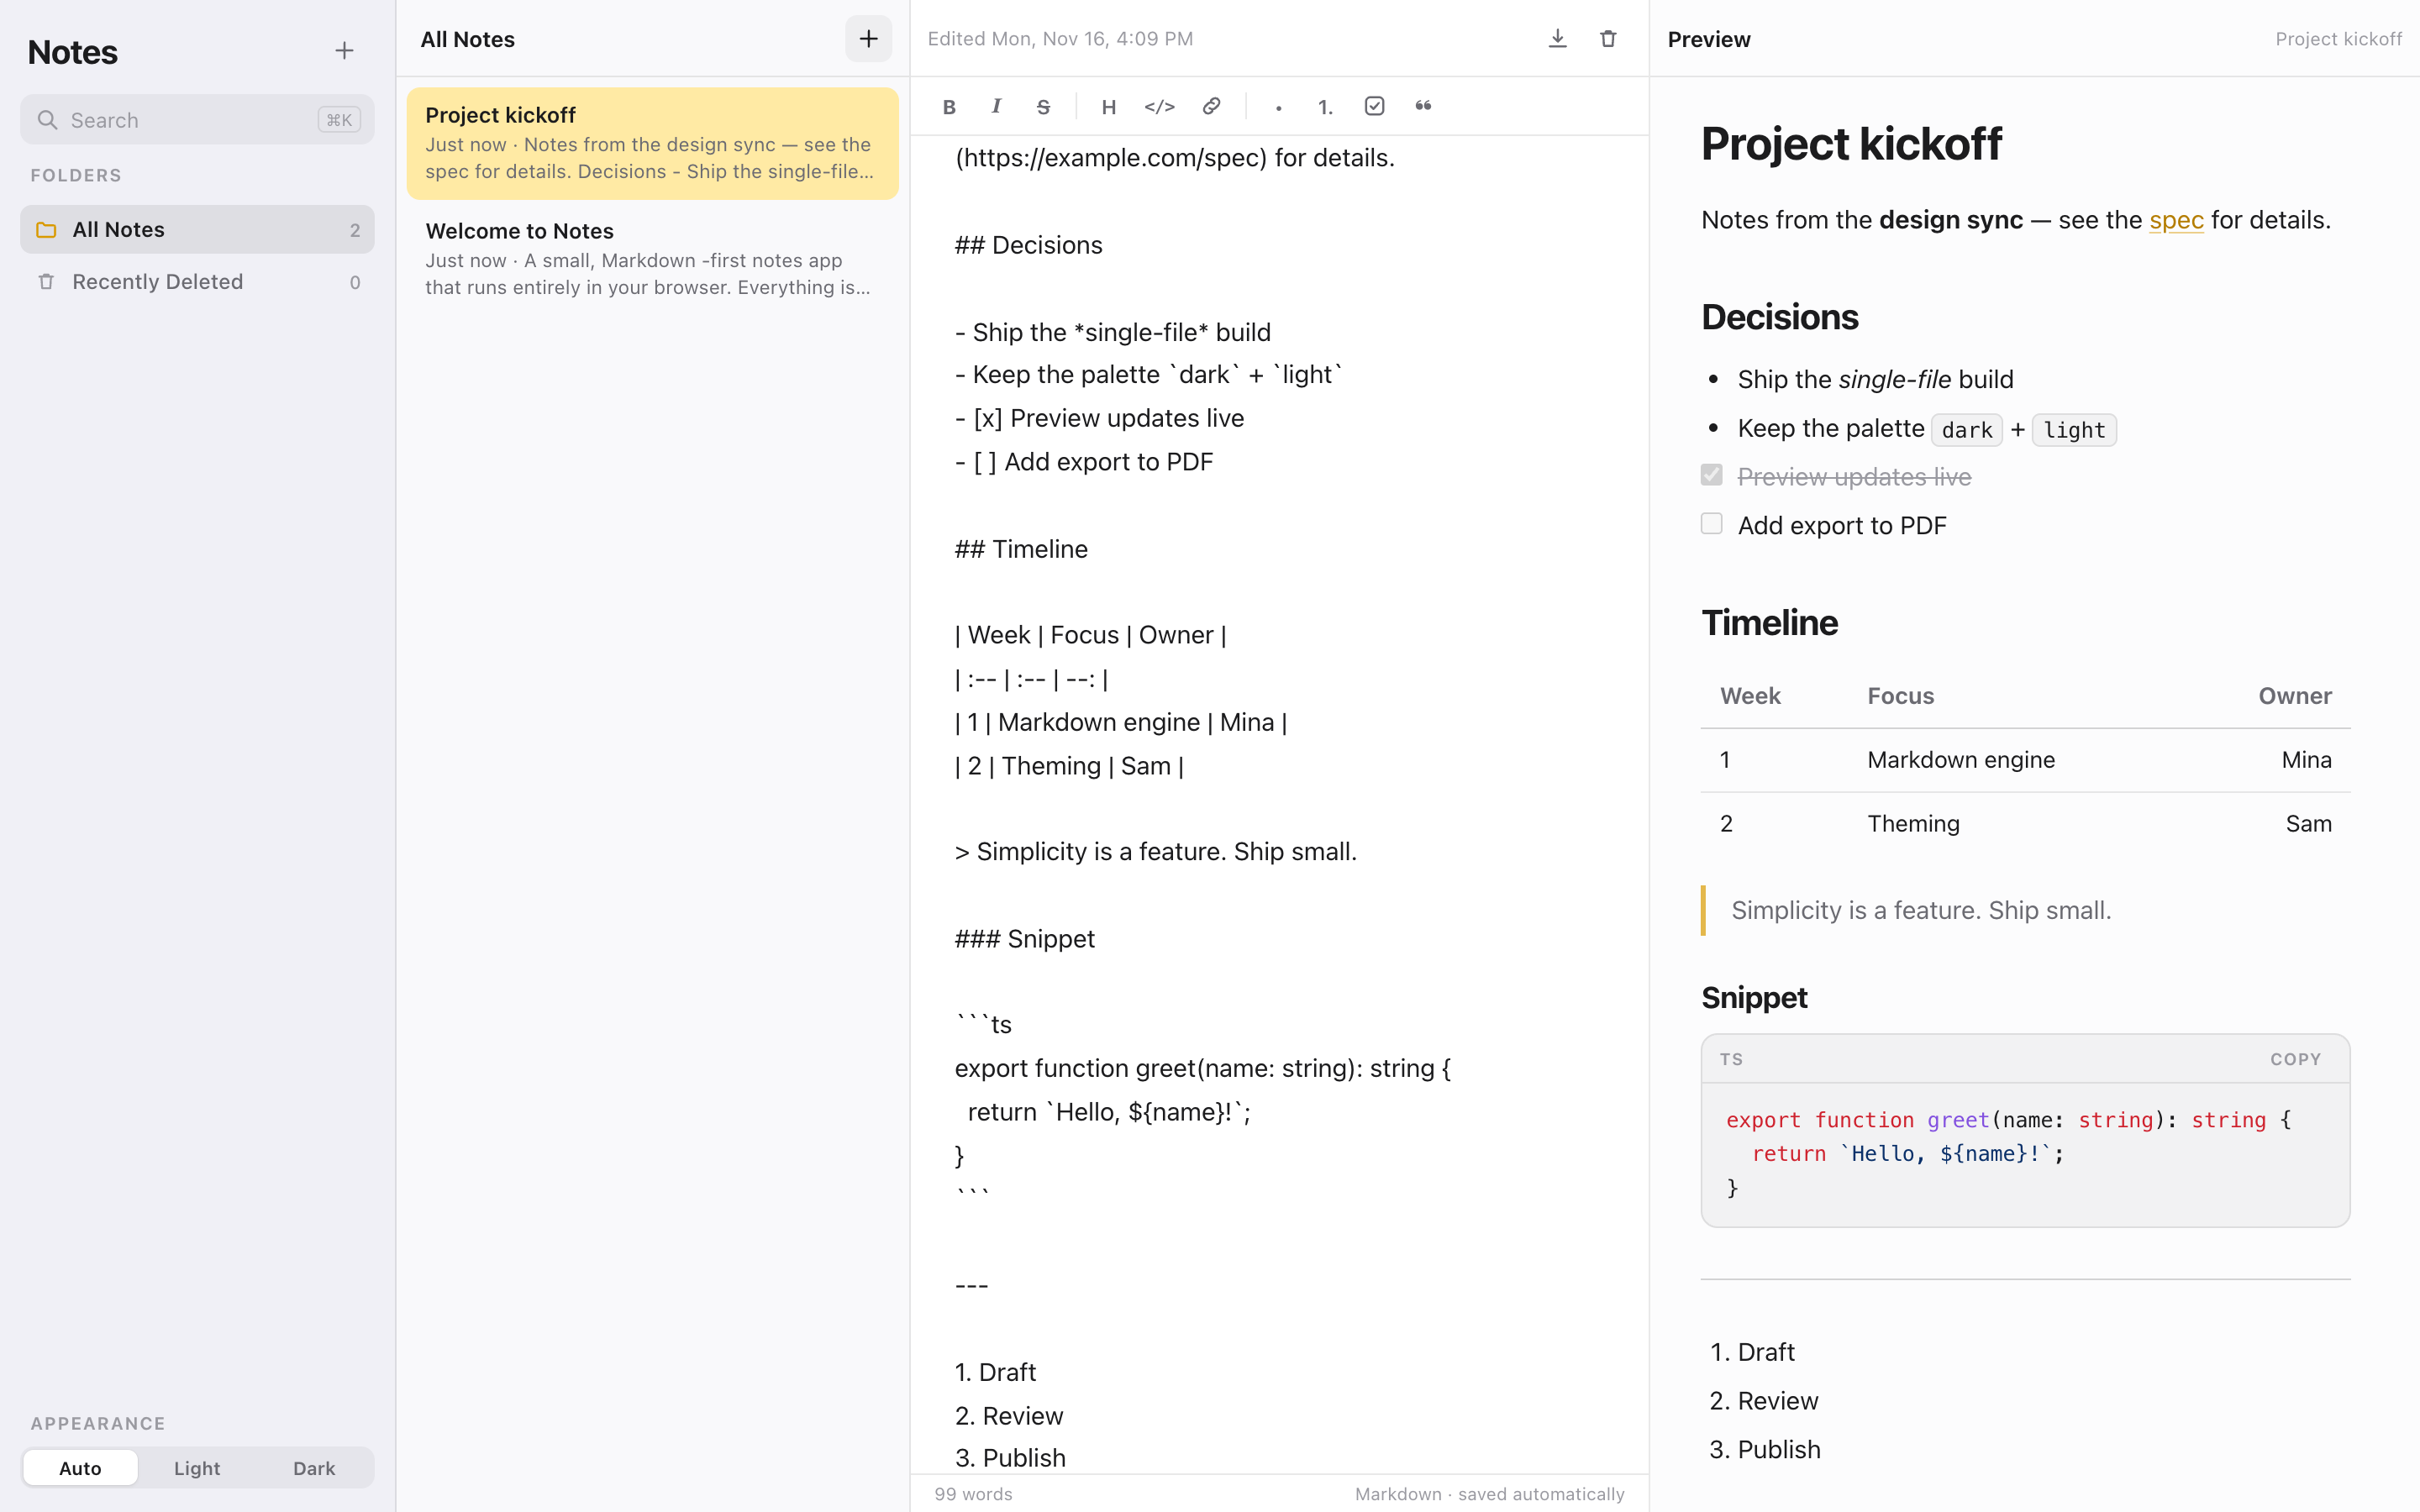 Notes
Search ⌘K
FOLDERS
All Notes 2
Recently Deleted 0
APPEARANCE
Auto Light Dark
All Notes
Project kickoff
Just now · Notes from the design sync — see the
spec for details. Decisions - Ship the single-file...
Welcome to Notes
Just now · A small, Markdown -first notes app
that runs entirely in your browser. Everything is...
Edited Mon, Nov 16, 4:09 PM
B I S H </> • 1. ❝
(https://example.com/spec) for details.
## Decisions
- Ship the *single-file* build
- Keep the palette `dark` + `light`
- [x] Preview updates live
- [ ] Add export to PDF
## Timeline
| Week | Focus | Owner |
| :-- | :-- | --: |
| 1 | Markdown engine | Mina |
| 2 | Theming | Sam |
> Simplicity is a feature. Ship small.
### Snippet
```ts
export function greet(name: string): string {
  return `Hello, ${name}!`;
}
```
---
1. Draft
2. Review
3. Publish
99 words
Markdown · saved automatically
Preview
Project kickoff
Project kickoff
Notes from the design sync — see the spec for details.
Decisions
• Ship the single-file build
• Keep the palette dark + light
Preview updates live
Add export to PDF
Timeline
Week Focus Owner
1 Markdown engine Mina
2 Theming Sam
Simplicity is a feature. Ship small.
Snippet
TS COPY
export function greet(name: string): string {
  return `Hello, ${name}!`;
}
1. Draft
2. Review
3. Publish